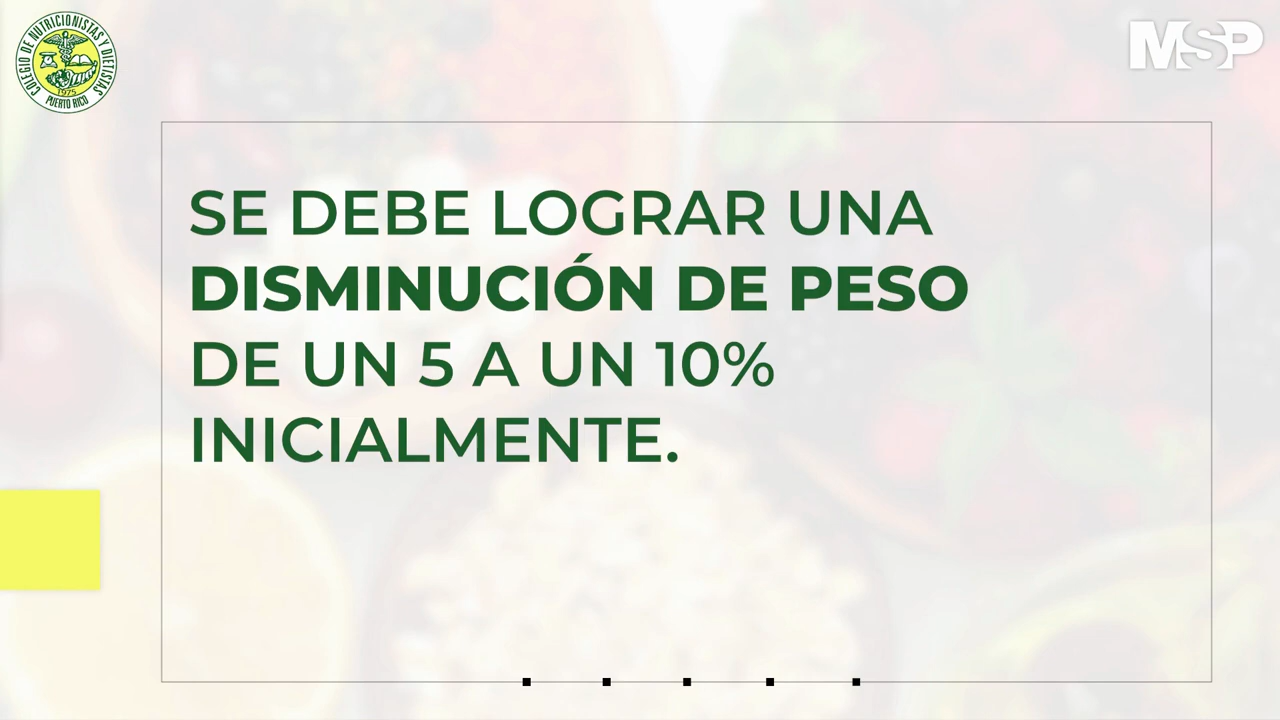 COLEGIO DE NUTRICIONISTAS Y DIETISTAS
1975
PUERTO RICO
MSP
SE DEBE LOGRAR UNA
DISMINUCIÓN DE PESO
DE UN 5 A UN 10%
INICIALMENTE.